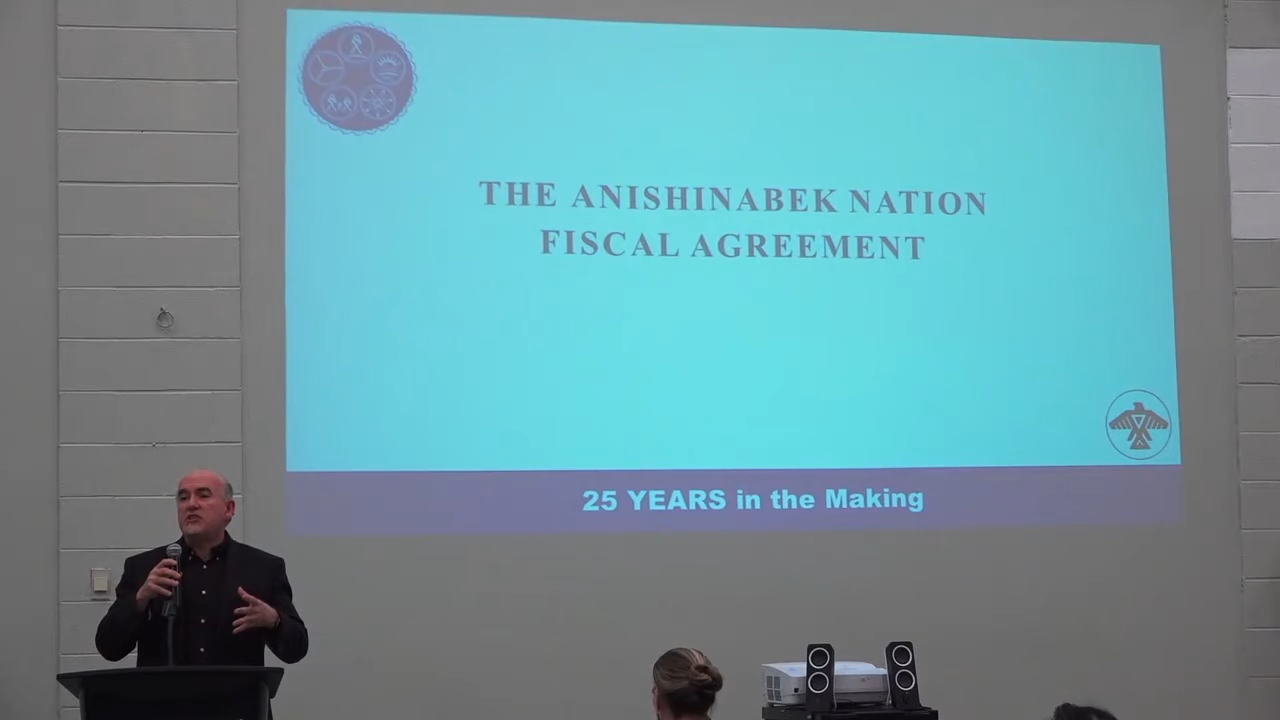 THE ANISHINABEK NATION
FISCAL AGREEMENT
25 YEARS in the Making